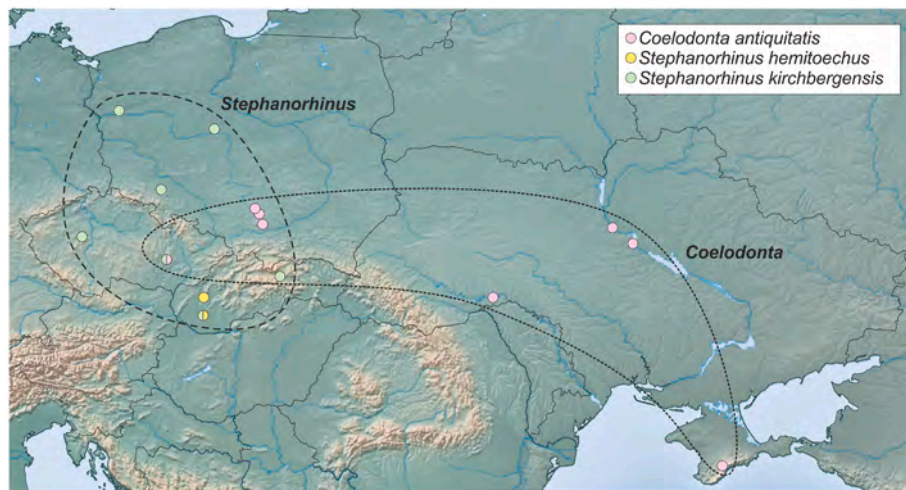 Coelodonta antiquitatis
Stephanorhinus hemitoechus
Stephanorhinus kirchbergensis
Stephanorhinus
Coelodonta